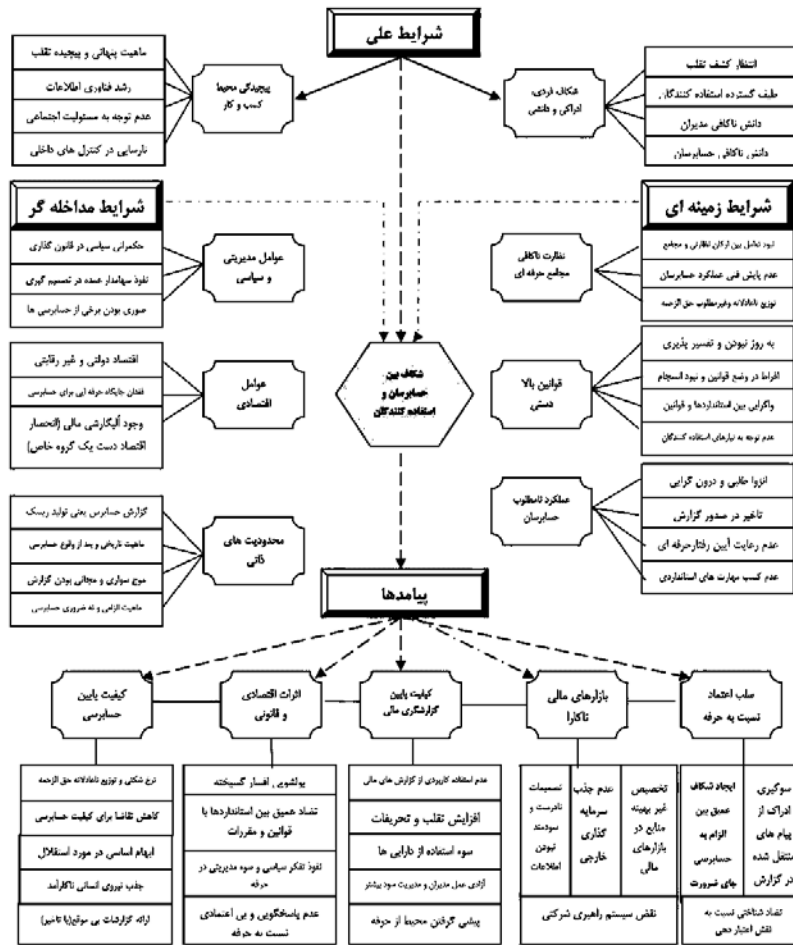 شرایط علی
شکاف فردی،
ادراکی و دانشی
انتظار کشف تقلب
طیف گسترده استفاده کنندگان
دانش ناکافی مدیران
دانش ناکافی حسابرسان
پیچیدگی محیط
کسب و کار
ماهیت پنهانی و پیچیده تقلب
رشد فناوری اطلاعات
عدم توجه به مسئولیت اجتماعی
نارسایی در کنترل های داخلی
شرایط زمینه ای
نظارت ناکافی
مجامع حرفه ای
نبود تعامل بین ارکان نظارتی و مجامع
عدم پایش فنی عملکرد حسابرسان
توزیع ناعادلانه وغیرمطلوب حق الزحمه
قوانین بالا
دستی
به روز نبودن و تفسیر پذیری
افراط در وضع قوانین و نبود انسجام
واگرایی بین استانداردها و قوانین
عدم توجه به نیازهای استفاده کنندگان
عملکرد نامطلوب
حسابرسان
انزوا طلبی و درون گرایی
تاخیر در صدور گزارش
عدم رعایت آیین رفتارحرفه ای
عدم کسب مهارت های استانداردی
شرایط مداخله گر
عوامل مدیریتی
و سیاسی
حکمرانی سیاسی در قانون گذاری
نفوذ سهامدار عمده در تصمیم گیری
صوری بودن برخی از حسابرسی ها
عوامل
اقتصادی
اقتصاد دولتی و غیر رقابتی
فقدان جایگاه حرفه ایی برای حسابرسی
وجود اُلیگارشی مالی (انحصار
اقتصاد دست یک گروه خاص)
محدودیت های
ذاتی
گزارش حسابرس یعنی تولید ریسک
ماهیت تاریخی و بعد از وقوع حسابرسی
موج سواری و مجانی بودن گزارش
ماهیت الزامی و نه ضروری حسابرسی
شکاف بین
حسابرسان و
استفاده کنندگان
پیامدها
سلب اعتماد
نسبت به حرفه
سوگیری
ادراک از
پیام های
منتقل شده
در گزارش
ایجاد شکاف
عمیق بین
الزام به
حسابرسی
جای ضرورت
تضاد شناختی نسبت به
نقش اعتبار دهی
بازارهای مالی
ناکارا
تخصیص
غیر بهینه
منابع در
بازارهای
مالی
عدم جذب
سرمایه
گذاری
خارجی
تصمیمات
نادرست و
سودمند
نبودن
اطلاعات
نقض سیستم راهبری شرکتی
کیفیت پایین
گزارشگری مالی
عدم استفاده کاربردی از گزارش های مالی
افزایش تقلب و تحریفات
سوء استفاده از دارایی ها
آزادی عمل مدیران و مدیریت سود بیشتر
پیشی گرفتن محیط از حرفه
اثرات اقتصادی
و قانونی
پولشویی افسار گسیخته
تضاد عمیق بین استانداردها با
قوانین و مقررات
نفوذ تفکر سیاسی و سوء مدیریتی در
حرفه
عدم پاسخگویی و بی اعتمادی
نسبت به حرفه
کیفیت پایین
حسابرسی
نرخ شکنی و توزیع ناعادلانه حق الزحمه
کاهش تقاضا برای کیفیت حسابرسی
ابهام اساسی در مورد استقلال
جذب نیروی انسانی ناکارآمد
ارائه گزارشات بی موقع(با تاخیر)